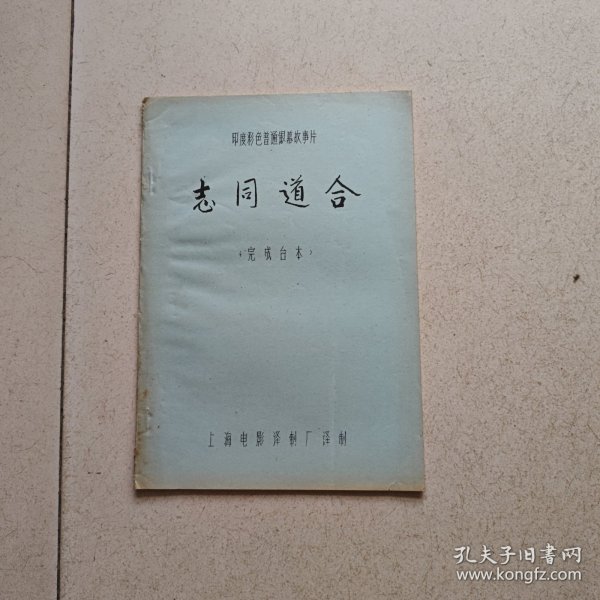 印度彩色普通银幕故事片
志同道合
(完成台本)
上海电影译制厂译制
孔夫子旧书网
www.kongfz.com